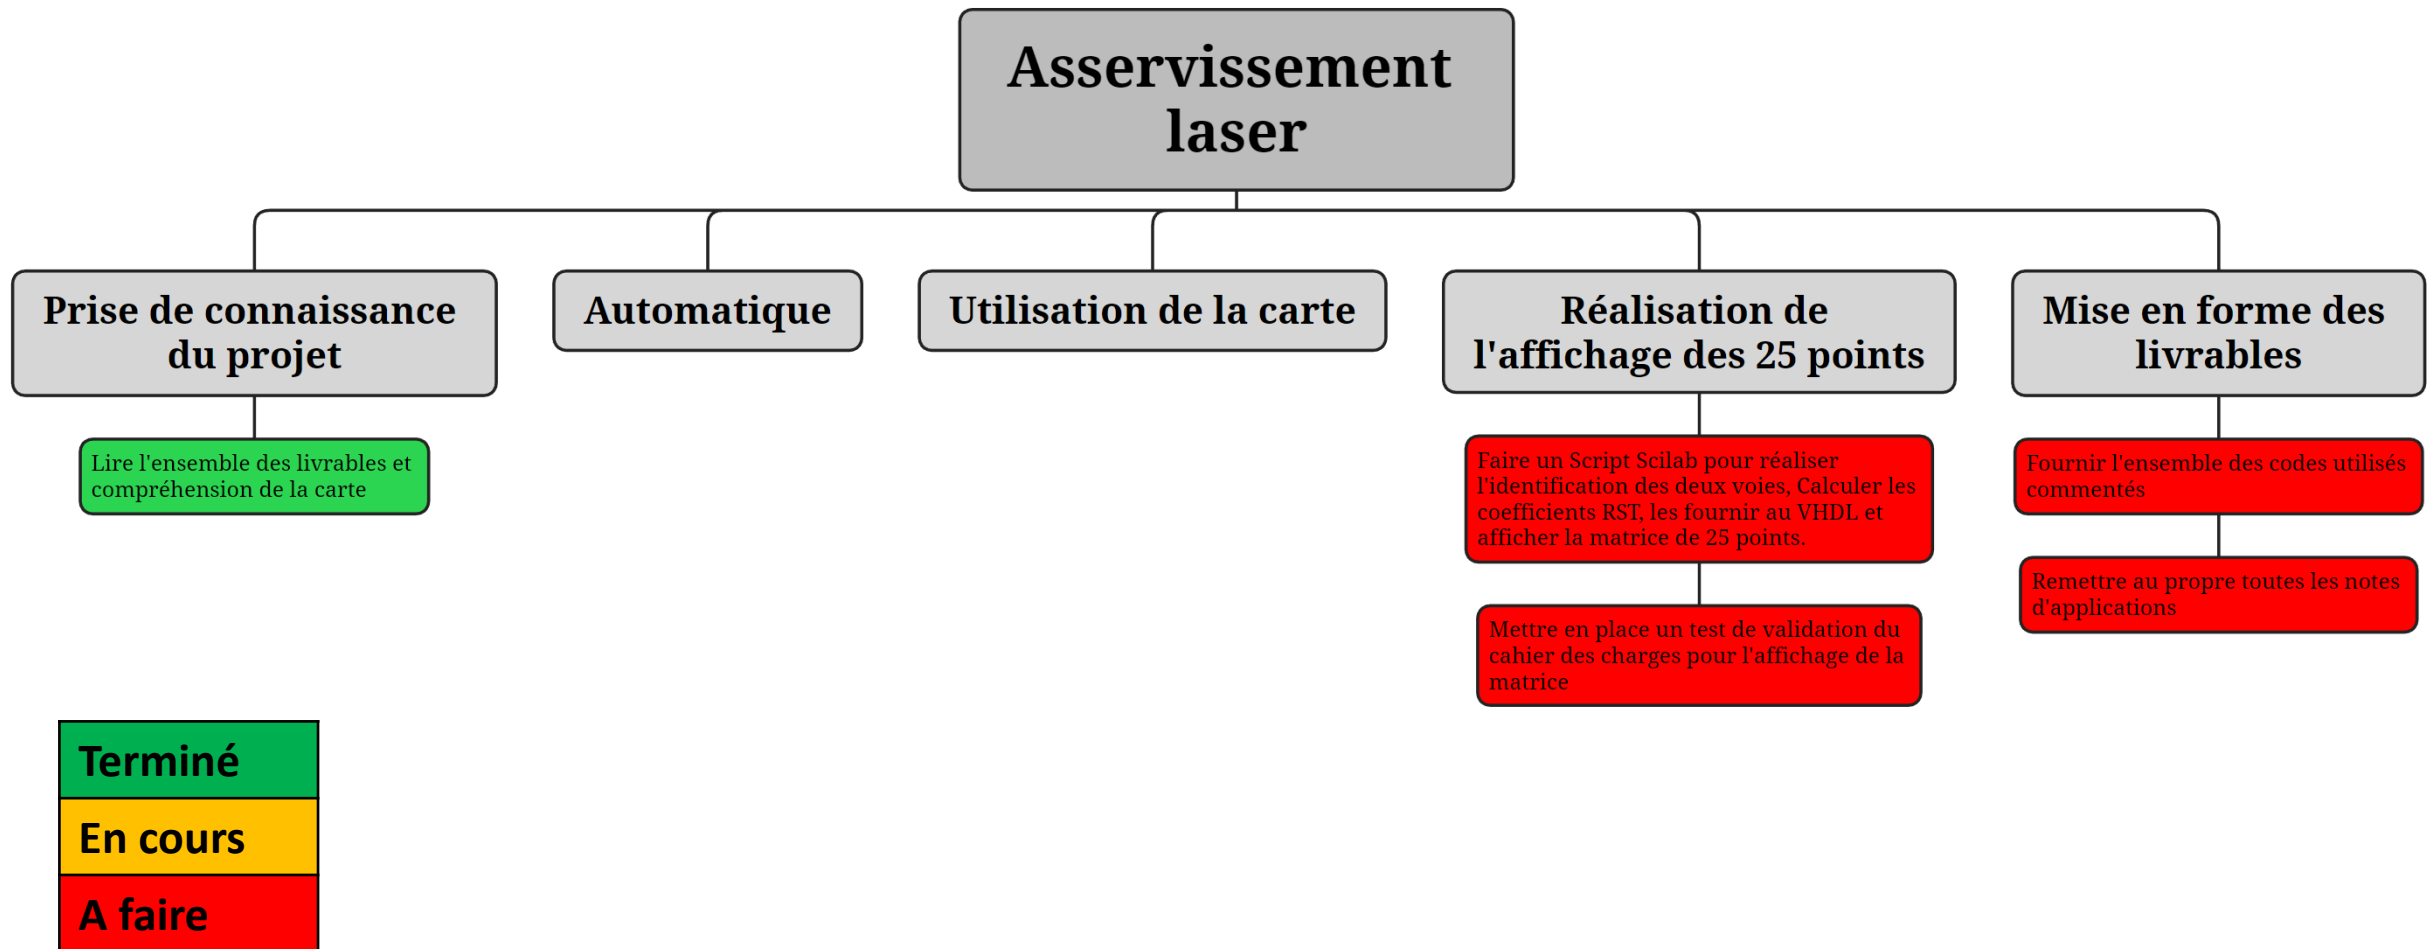 Asservissement
laser
Prise de connaissance
du projet
Automatique
Utilisation de la carte
Réalisation de
l'affichage des 25 points
Mise en forme des
livrables
Lire l'ensemble des livrables et
compréhension de la carte
Faire un Script Scilab pour réaliser
l'identification des deux voies, Calculer les
coefficients RST, les fournir au VHDL et
afficher la matrice de 25 points.
Mettre en place un test de validation du
cahier des charges pour l'affichage de la
matrice
Fournir l'ensemble des codes utilisés
commentés
Remettre au propre toutes les notes
d'applications
Terminé
En cours
A faire